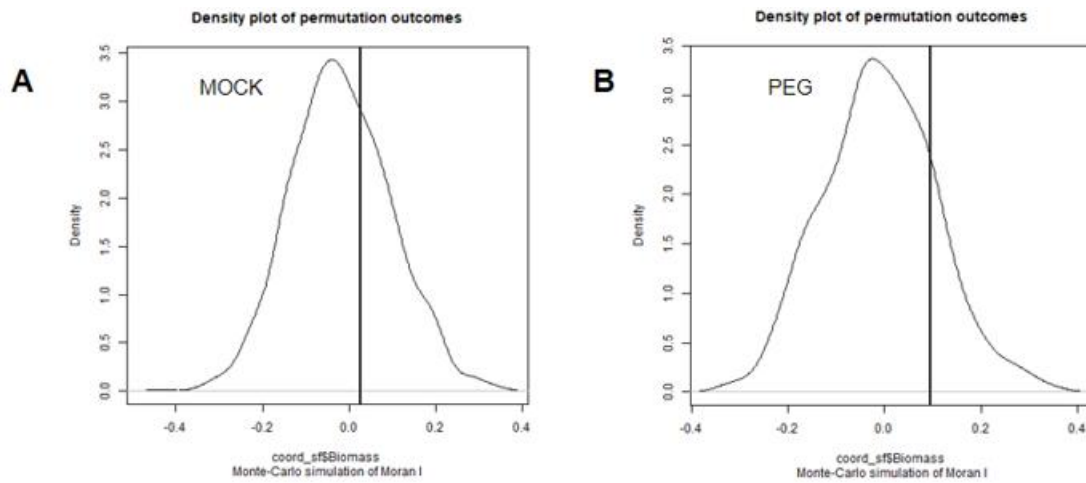 A
Density plot of permutation outcomes
MOCK
Density
3.5
3.0
2.5
2.0
1.5
1.0
0.5
0.0
-0.4
-0.2
0.0
0.2
0.4
coord_sf$Biomass
Monte-Carlo simulation of Moran I
B
Density plot of permutation outcomes
PEG
Density
3.5
3.0
2.5
2.0
1.5
1.0
0.5
0.0
-0.4
-0.2
0.0
0.2
0.4
coord_sf$Biomass
Monte-Carlo simulation of Moran I